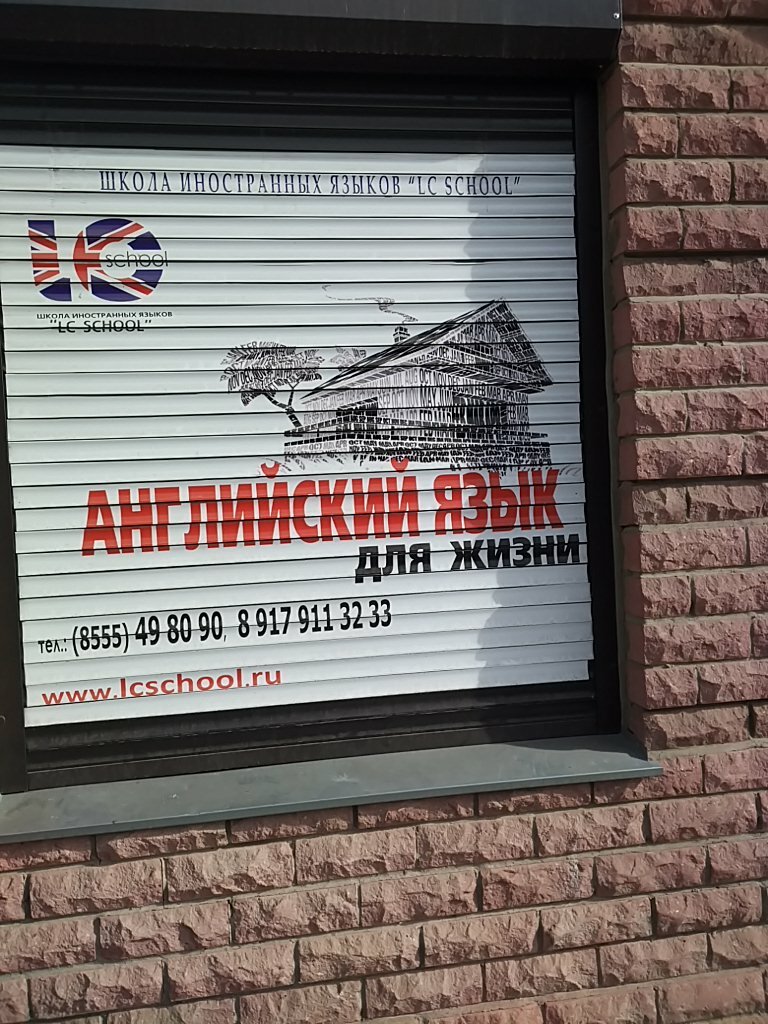 ШКОЛА ИНОСТРАННЫХ ЯЗЫКОВ "LC SCHOOL"
LC
school
ШКОЛА ИНОСТРАННЫХ ЯЗЫКОВ
"LC SCHOOL"
АНГЛИЙСКИЙ ЯЗЫК
ДЛЯ ЖИЗНИ
тел.: (8555) 49 80 90, 8 917 911 32 33
www.lcschool.ru